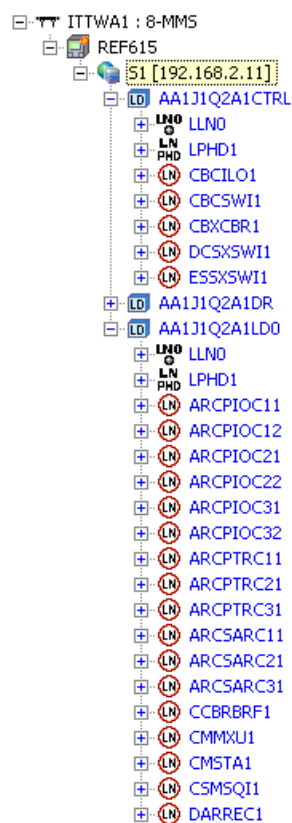 ITTWA1 : 8-MMS
REF615
S1 [192.168.2.11]
LD AA1J1Q2A1CTRL
LN0 LLN0
LN PHD LPHD1
LN CBCILO1
LN CBCSWI1
LN CBXCBR1
LN DCSXSWI1
LN ESSXSWI1
LD AA1J1Q2A1DR
LD AA1J1Q2A1LD0
LN0 LLN0
LN PHD LPHD1
LN ARCPIOC11
LN ARCPIOC12
LN ARCPIOC21
LN ARCPIOC22
LN ARCPIOC31
LN ARCPIOC32
LN ARCPTRC11
LN ARCPTRC21
LN ARCPTRC31
LN ARCSARC11
LN ARCSARC21
LN ARCSARC31
LN CCBRBRF1
LN CMMXU1
LN CMSTA1
LN CSMSQI1
LN DARREC1